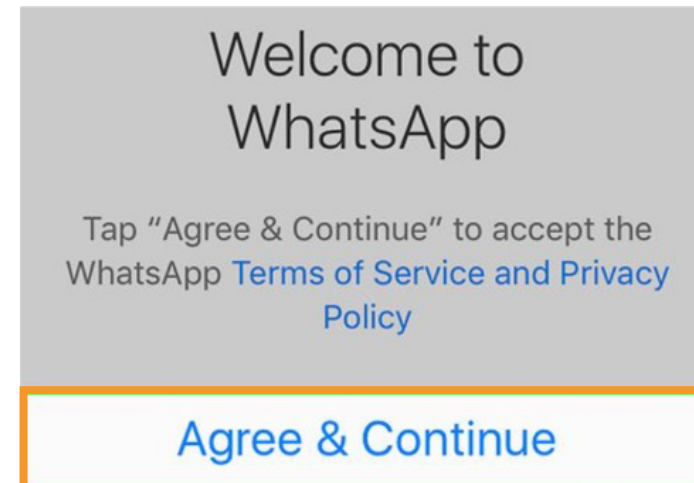 Welcome to
WhatsApp
Tap “Agree & Continue” to accept the
WhatsApp Terms of Service and Privacy
Policy
Agree & Continue